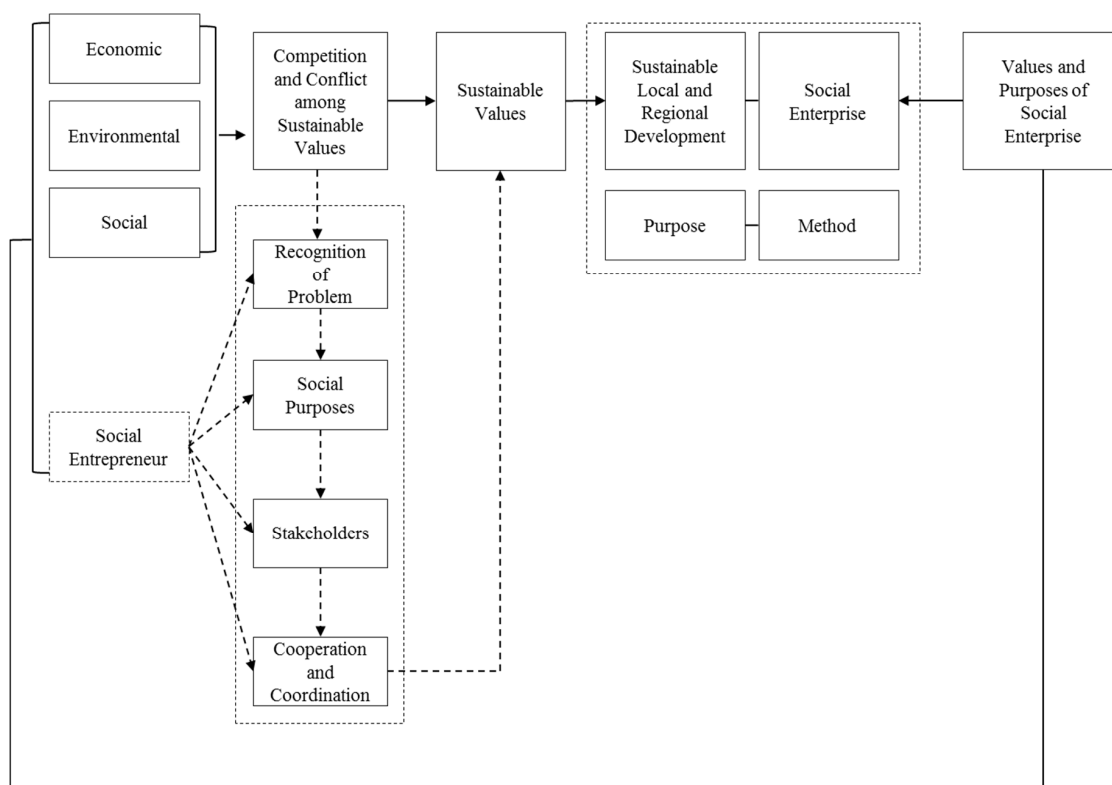 Economic
Environmental
Social
Competition
and Conflict
among
Sustainable
Values
Sustainable
Values
Sustainable
Local and
Regional
Development
Social
Enterprise
Values and
Purposes of
Social
Enterprise
Purpose
Method
Recognition
of
Problem
Social
Purposes
Social
Entrepreneur
Stakeholders
Cooperation
and
Coordination